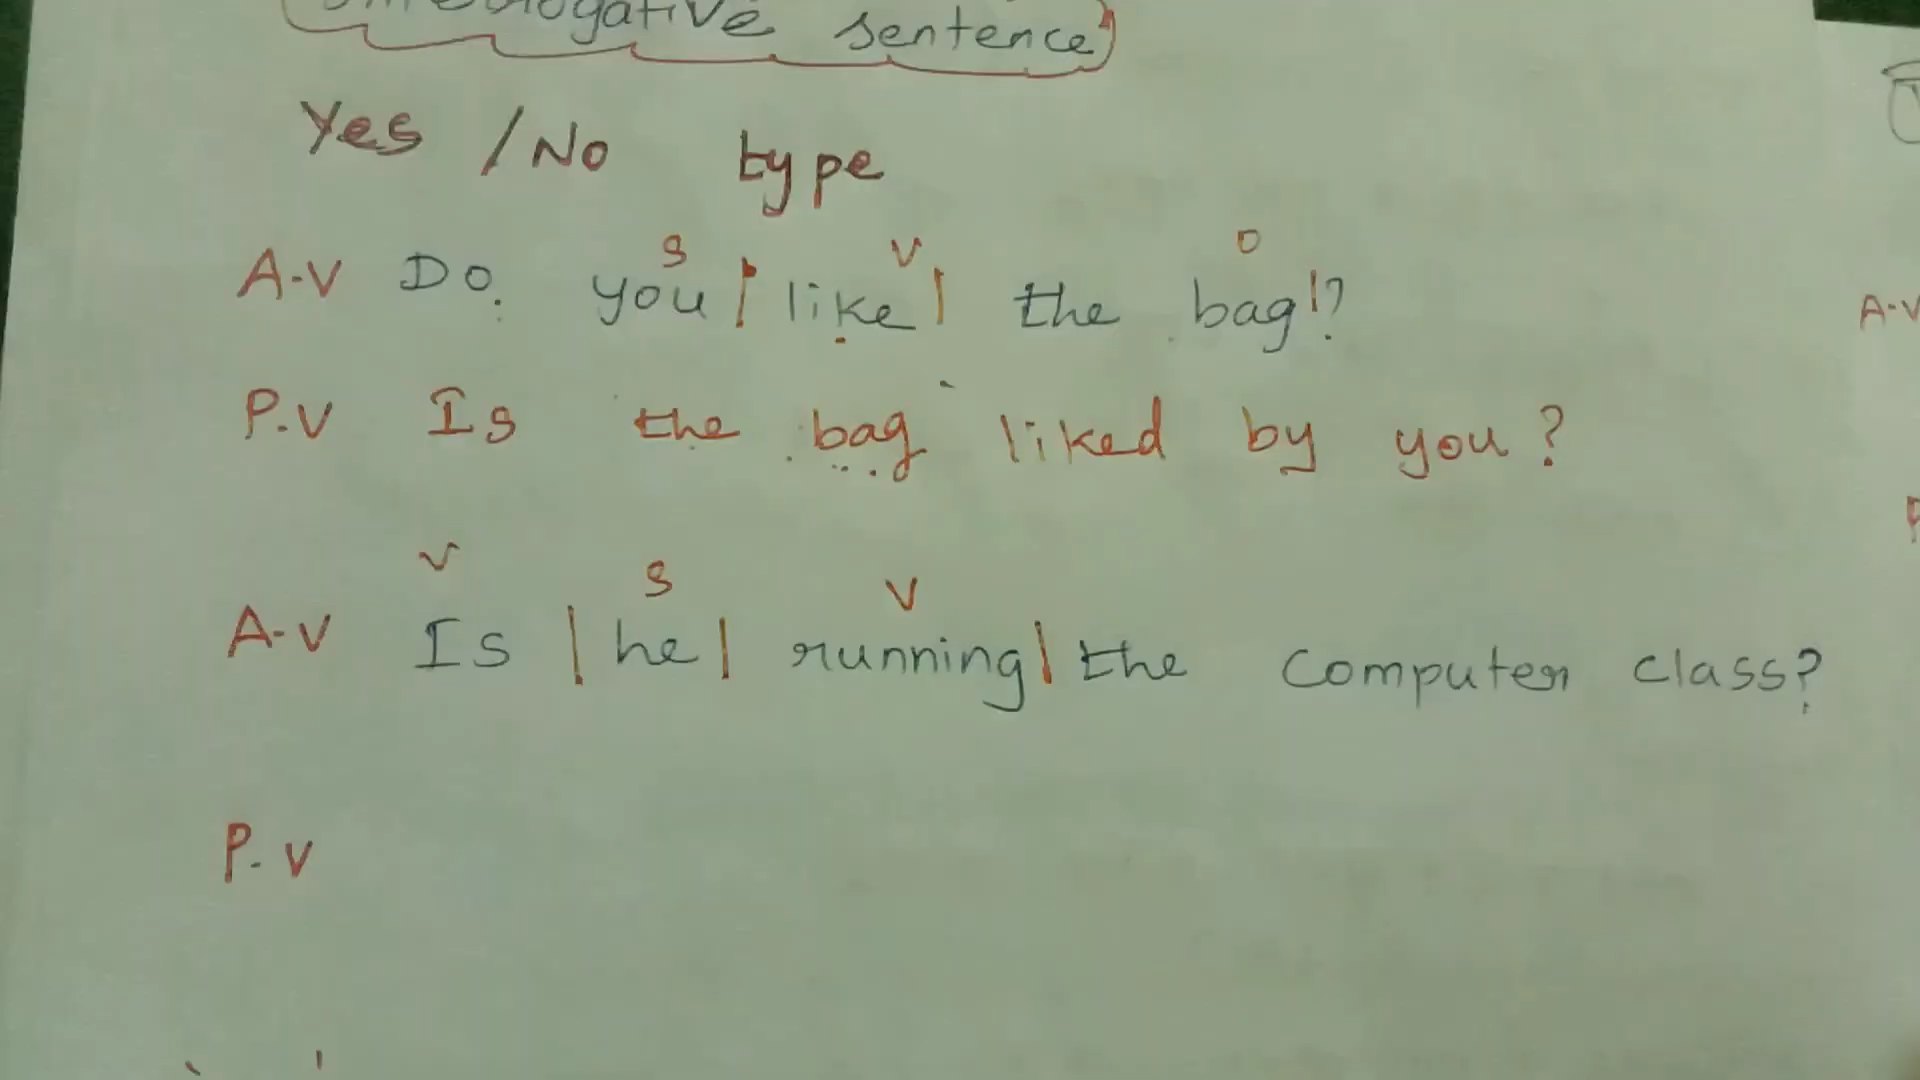 sentence
Yes / No type
S V O
A-V Do you | like | the bag |?
P.V Is the bag liked by you ?
V S V
A-V Is | he | running | the computer class?
P. V
A-V